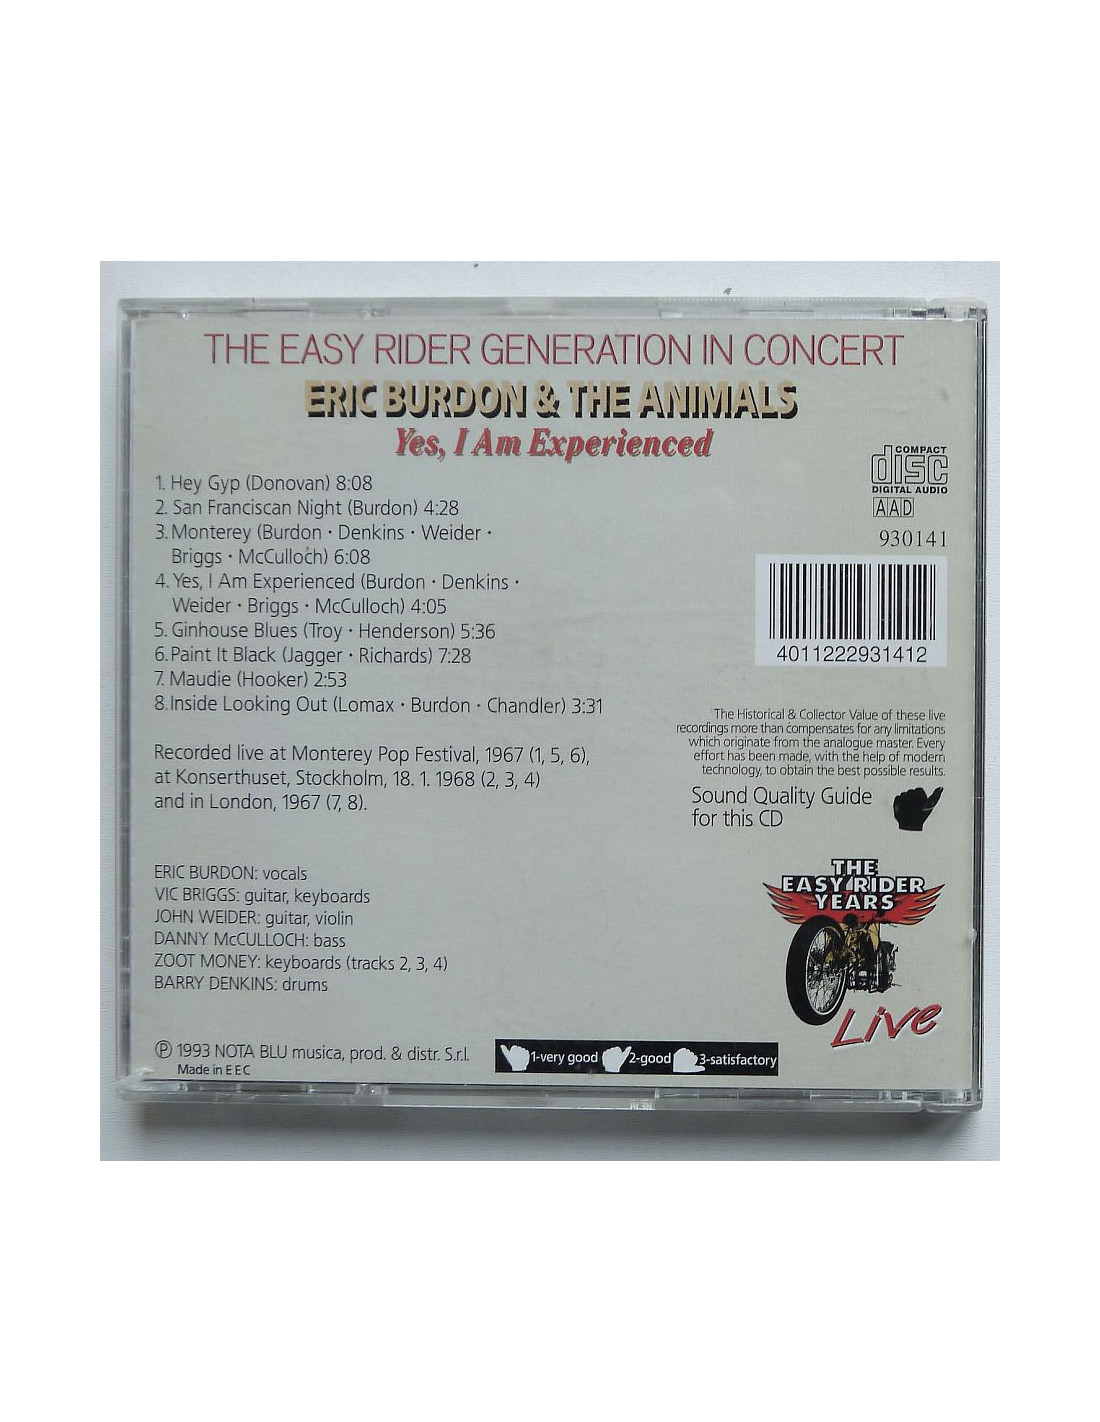 THE EASY RIDER GENERATION IN CONCERT
ERIC BURDON & THE ANIMALS
Yes, I Am Experienced
1. Hey Gyp (Donovan) 8:08
2. San Franciscan Night (Burdon) 4:28
3. Monterey (Burdon · Denkins · Weider ·
Briggs · McCulloch) 6:08
4. Yes, I Am Experienced (Burdon · Denkins ·
Weider · Briggs · McCulloch) 4:05
5. Ginhouse Blues (Troy · Henderson) 5:36
6. Paint It Black (Jagger · Richards) 7:28
7. Maudie (Hooker) 2:53
8. Inside Looking Out (Lomax · Burdon · Chandler) 3:31
Recorded live at Monterey Pop Festival, 1967 (1, 5, 6),
at Konserthuset, Stockholm, 18. 1. 1968 (2, 3, 4)
and in London, 1967 (7, 8).
ERIC BURDON: vocals
VIC BRIGGS: guitar, keyboards
JOHN WEIDER: guitar, violin
DANNY McCULLOCH: bass
ZOOT MONEY: keyboards (tracks 2, 3, 4)
BARRY DENKINS: drums
℗ 1993 NOTA BLU musica, prod. & distr. S.r.l.
Made in EEC
COMPACT
disc
DIGITAL AUDIO
AAD
930141
4011222931412
The Historical & Collector Value of these live
recordings more than compensates for any limitations
which originate from the analogue master. Every
effort has been made, with the help of modern
technology, to obtain the best possible results.
Sound Quality Guide
for this CD
THE
EASY RIDER
YEARS
Live
1-very good 2-good 3-satisfactory